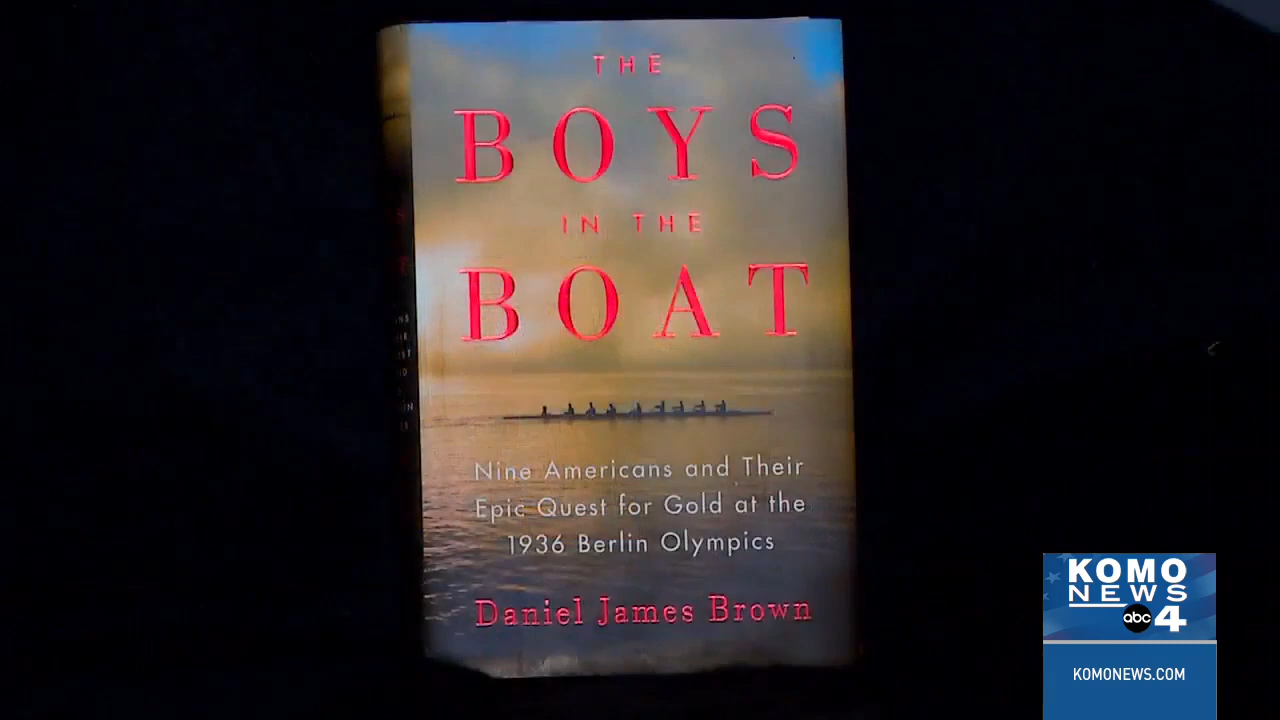 THE
BOYS
IN THE
BOAT
Nine Americans and Their
Epic Quest for Gold at the
1936 Berlin Olympics
Daniel James Brown
KOMO
NEWS
abc 4
KOMONEWS.COM